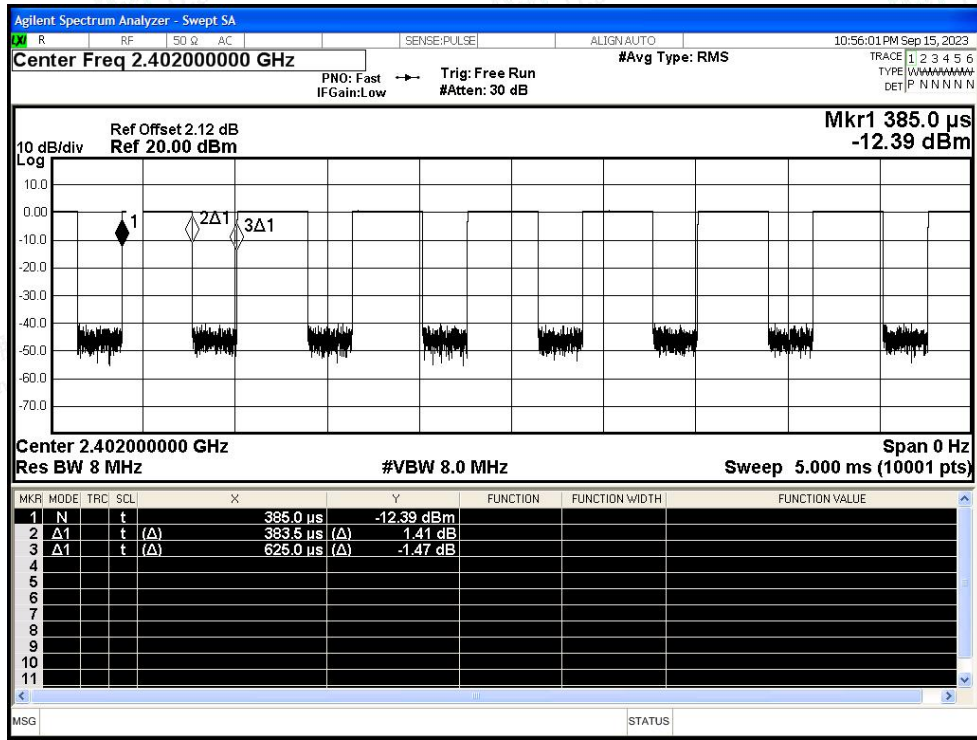 Agilent Spectrum Analyzer - Swept SA
LXI R RF 50 Ω AC SENSE:PULSE ALIGN AUTO 10:56:01 PM Sep 15, 2023
Center Freq 2.402000000 GHz #Avg Type: RMS TRACE 1 2 3 4 5 6
PNO: Fast Trig: Free Run TYPE WWWWWW
IFGain:Low #Atten: 30 dB DET P N N N N N
Ref Offset 2.12 dB Mkr1 385.0 µs
10 dB/div Ref 20.00 dBm -12.39 dBm
Log
10.0
0.00
1 2Δ1 3Δ1
-10.0
-20.0
-30.0
-40.0
-50.0
-60.0
-70.0
Center 2.402000000 GHz Span 0 Hz
Res BW 8 MHz #VBW 8.0 MHz Sweep 5.000 ms (10001 pts)
MKR MODE TRC SCL X Y FUNCTION FUNCTION WIDTH FUNCTION VALUE
1 N t 385.0 µs -12.39 dBm
2 Δ1 t (Δ) 383.5 µs (Δ) 1.41 dB
3 Δ1 t (Δ) 625.0 µs (Δ) -1.47 dB
4
5
6
7
8
9
10
11
MSG STATUS